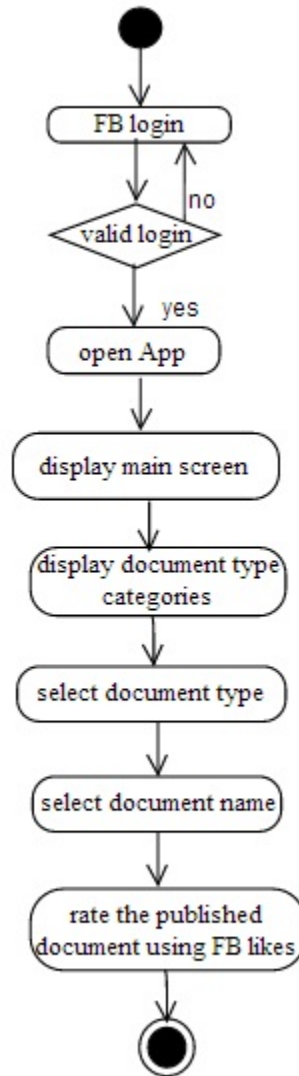 FB login
no
valid login
yes
open App
display main screen
display document type
categories
select document type
select document name
rate the published
document using FB likes